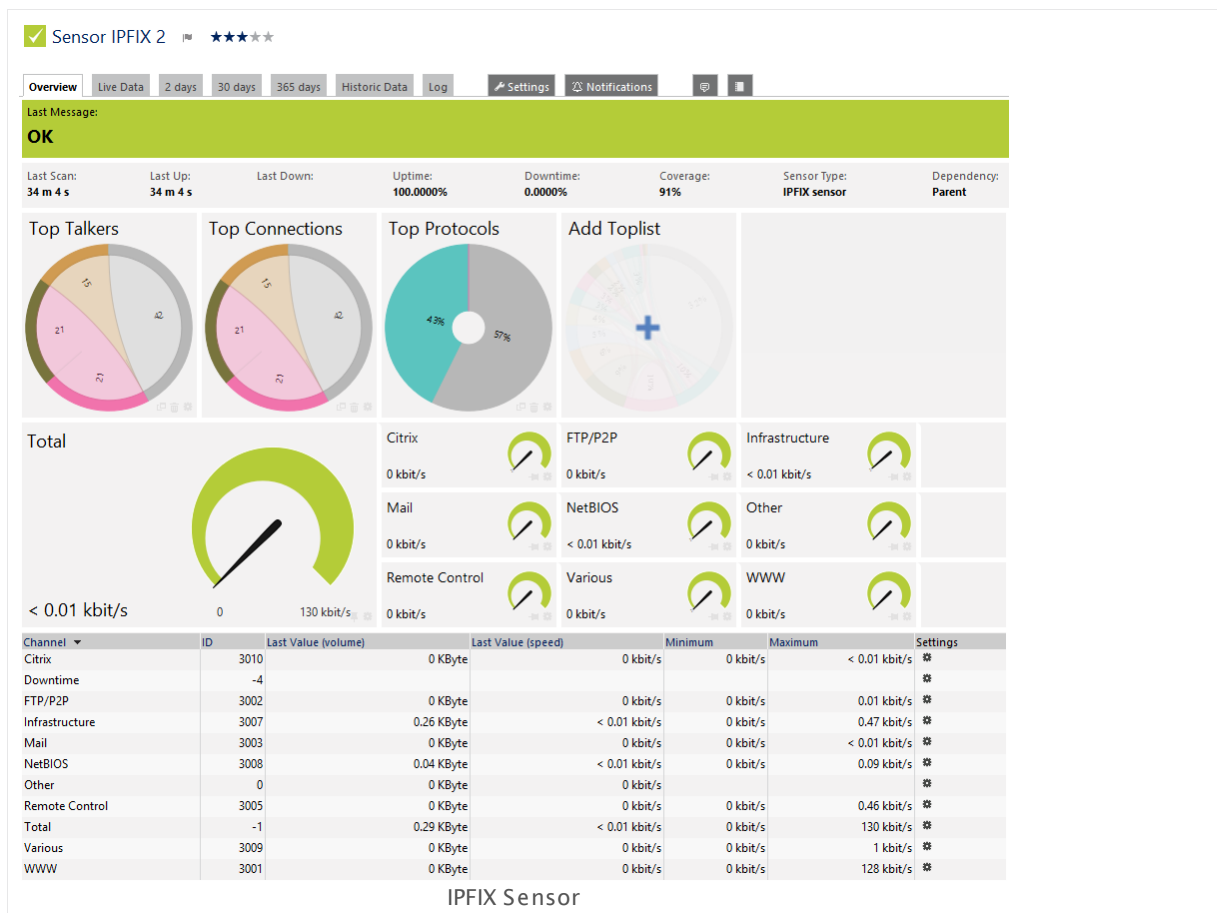 Sensor IPFIX 2
Overview Live Data 2 days 30 days 365 days Historic Data Log Settings Notifications
Last Message:
OK
Last Scan: Last Up: Last Down: Uptime: Downtime: Coverage: Sensor Type: Dependency:
34 m 4 s 34 m 4 s 100.0000% 0.0000% 91% IPFIX sensor Parent
Top Talkers Top Connections Top Protocols Add Toplist
15 42 21 21
15 42 21 21
43% 57%
Total
< 0.01 kbit/s
0 130 kbit/s
Citrix FTP/P2P Infrastructure
0 kbit/s 0 kbit/s < 0.01 kbit/s
Mail NetBIOS Other
0 kbit/s < 0.01 kbit/s 0 kbit/s
Remote Control Various WWW
0 kbit/s 0 kbit/s 0 kbit/s
Channel ID Last Value (volume) Last Value (speed) Minimum Maximum Settings
Citrix 3010 0 KByte 0 kbit/s 0 kbit/s < 0.01 kbit/s
Downtime -4
FTP/P2P 3002 0 KByte 0 kbit/s 0 kbit/s 0.01 kbit/s
Infrastructure 3007 0.26 KByte < 0.01 kbit/s 0 kbit/s 0.47 kbit/s
Mail 3003 0 KByte 0 kbit/s 0 kbit/s < 0.01 kbit/s
NetBIOS 3008 0.04 KByte < 0.01 kbit/s 0 kbit/s 0.09 kbit/s
Other 0 0 KByte 0 kbit/s
Remote Control 3005 0 KByte 0 kbit/s 0 kbit/s 0.46 kbit/s
Total -1 0.29 KByte < 0.01 kbit/s 0 kbit/s 130 kbit/s
Various 3009 0 KByte 0 kbit/s 0 kbit/s 1 kbit/s
WWW 3001 0 KByte 0 kbit/s 0 kbit/s 128 kbit/s
IPFIX Sensor